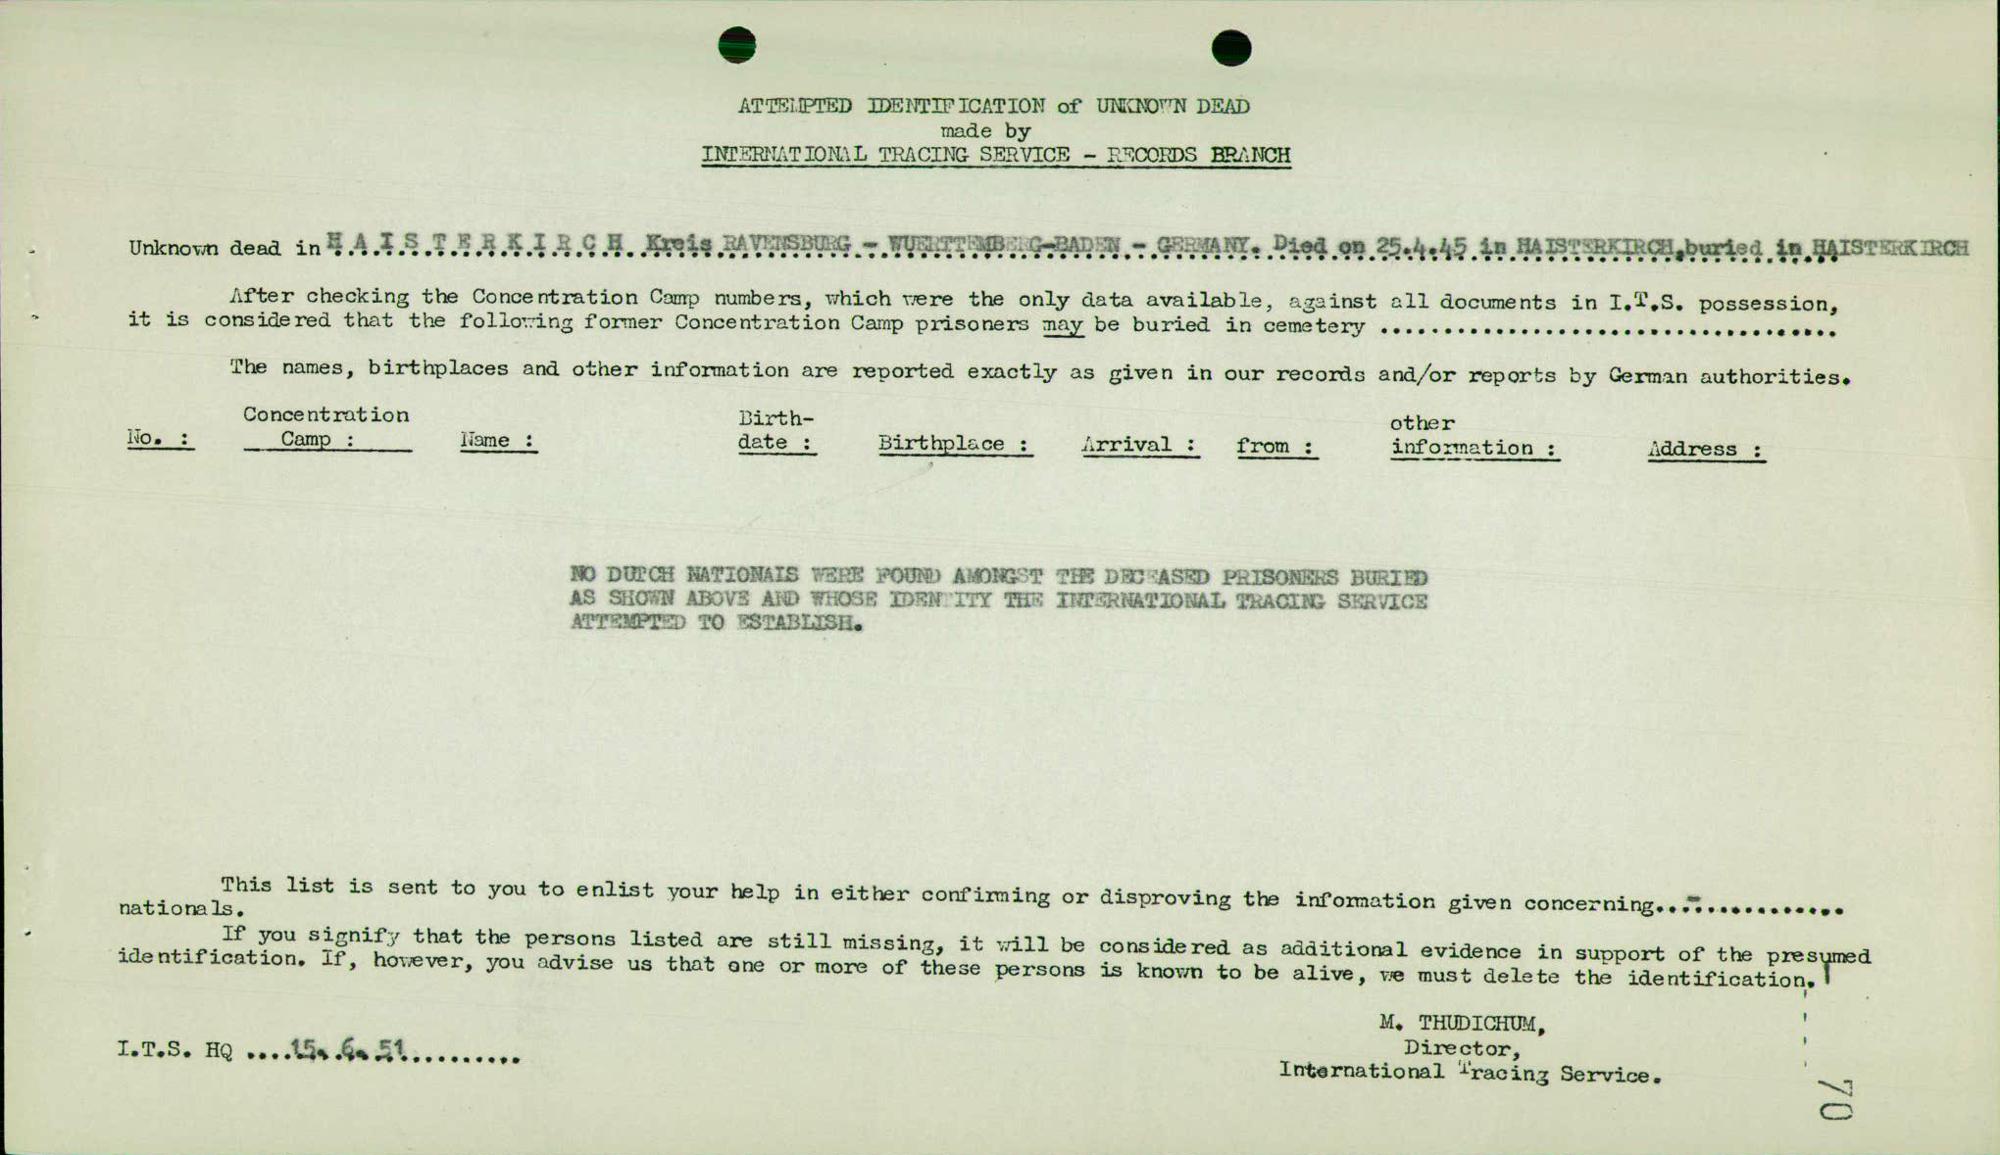 ATTEMPTED IDENTIFICATION of UNKNOWN DEAD
made by
INTERNATIONAL TRACING SERVICE - RECORDS BRANCH
Unknown dead in H A I S T E R K I R C H Kreis RAVENSBURG - WUERTTEMBERG-BADEN - GERMANY. Died on 25.4.45 in HAISTERKIRCH, buried in HAISTERKIRCH
After checking the Concentration Camp numbers, which were the only data available, against all documents in I.T.S. possession,
it is considered that the following former Concentration Camp prisoners may be buried in cemetery ....................................
The names, birthplaces and other information are reported exactly as given in our records and/or reports by German authorities.
No. : Concentration Camp : Name : Birth-date : Birthplace : Arrival : from : other information : Address :
NO DUTCH NATIONALS WERE FOUND AMONGST THE DECEASED PRISONERS BURIED
AS SHOWN ABOVE AND WHOSE IDENTITY THE INTERNATIONAL TRACING SERVICE
ATTEMPTED TO ESTABLISH.
This list is sent to you to enlist your help in either confirming or disproving the information given concerning...-............
nationals.
If you signify that the persons listed are still missing, it will be considered as additional evidence in support of the presumed
identification. If, however, you advise us that one or more of these persons is known to be alive, we must delete the identification.
M. THUDICHUM,
Director,
International Tracing Service.
I.T.S. HQ ....15. 6. 51..........
70